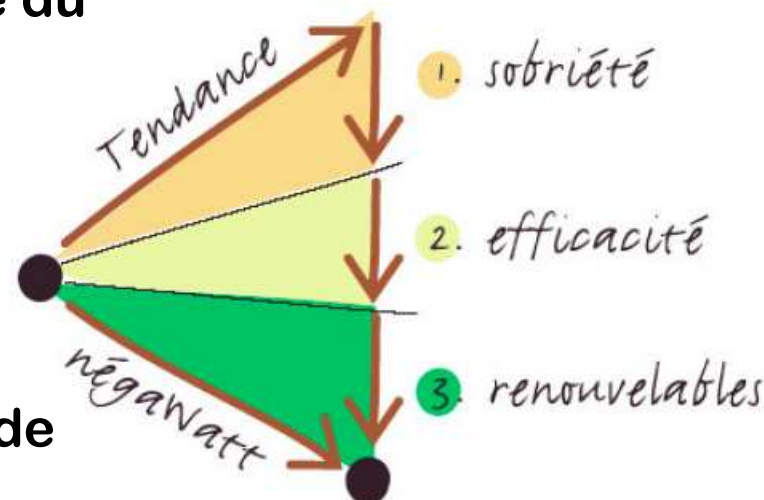 du
Tendance
1. sobriété
2. efficacité
3. renouvelables
négaWatt
de